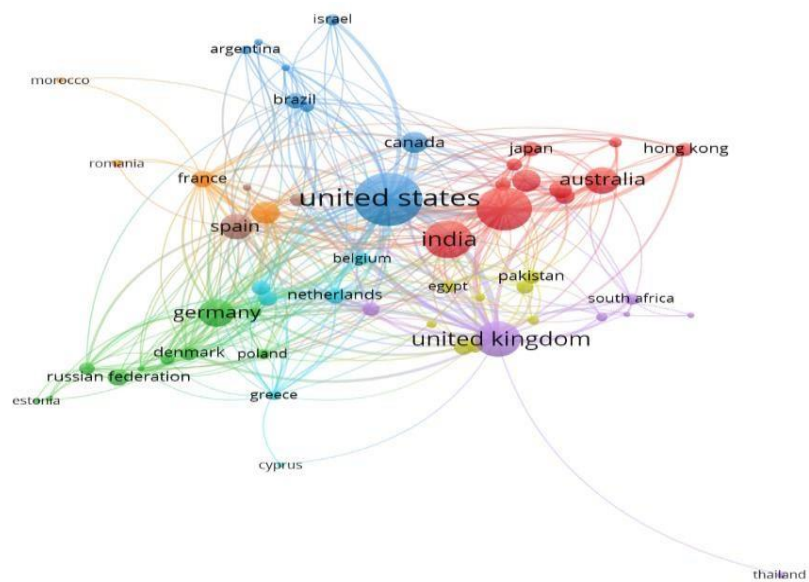 israel
argentina
morocco
brazil
canada
japan
hong kong
romania
france
australia
united states
spain
india
belgium
pakistan
egypt
netherlands
south africa
germany
united kingdom
denmark
poland
russian federation
greece
estonia
cyprus
thailand